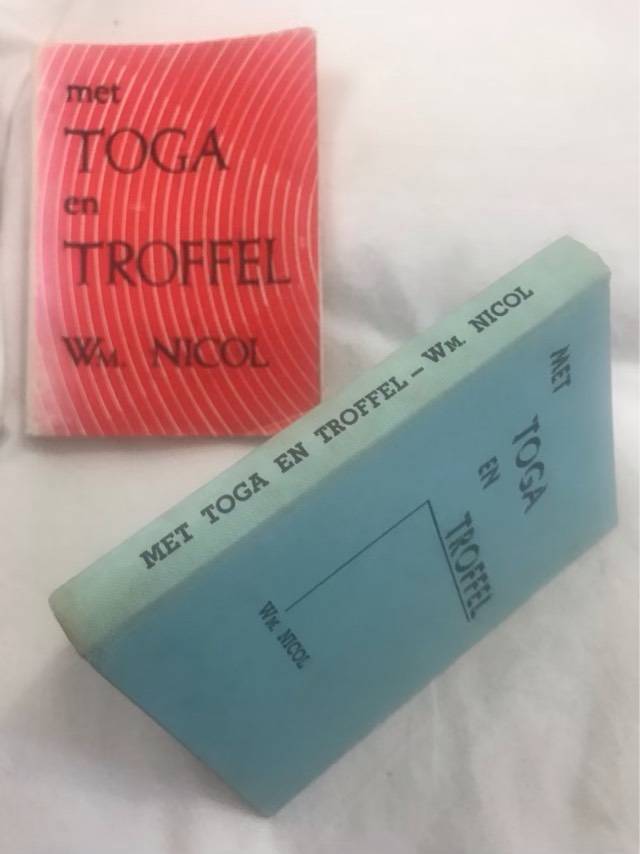 met
TOGA
en
TROFFEL
WM. NICOL
MET TOGA EN TROFFEL – WM. NICOL
MET
TOGA
EN
TROFFEL
WM. NICOL